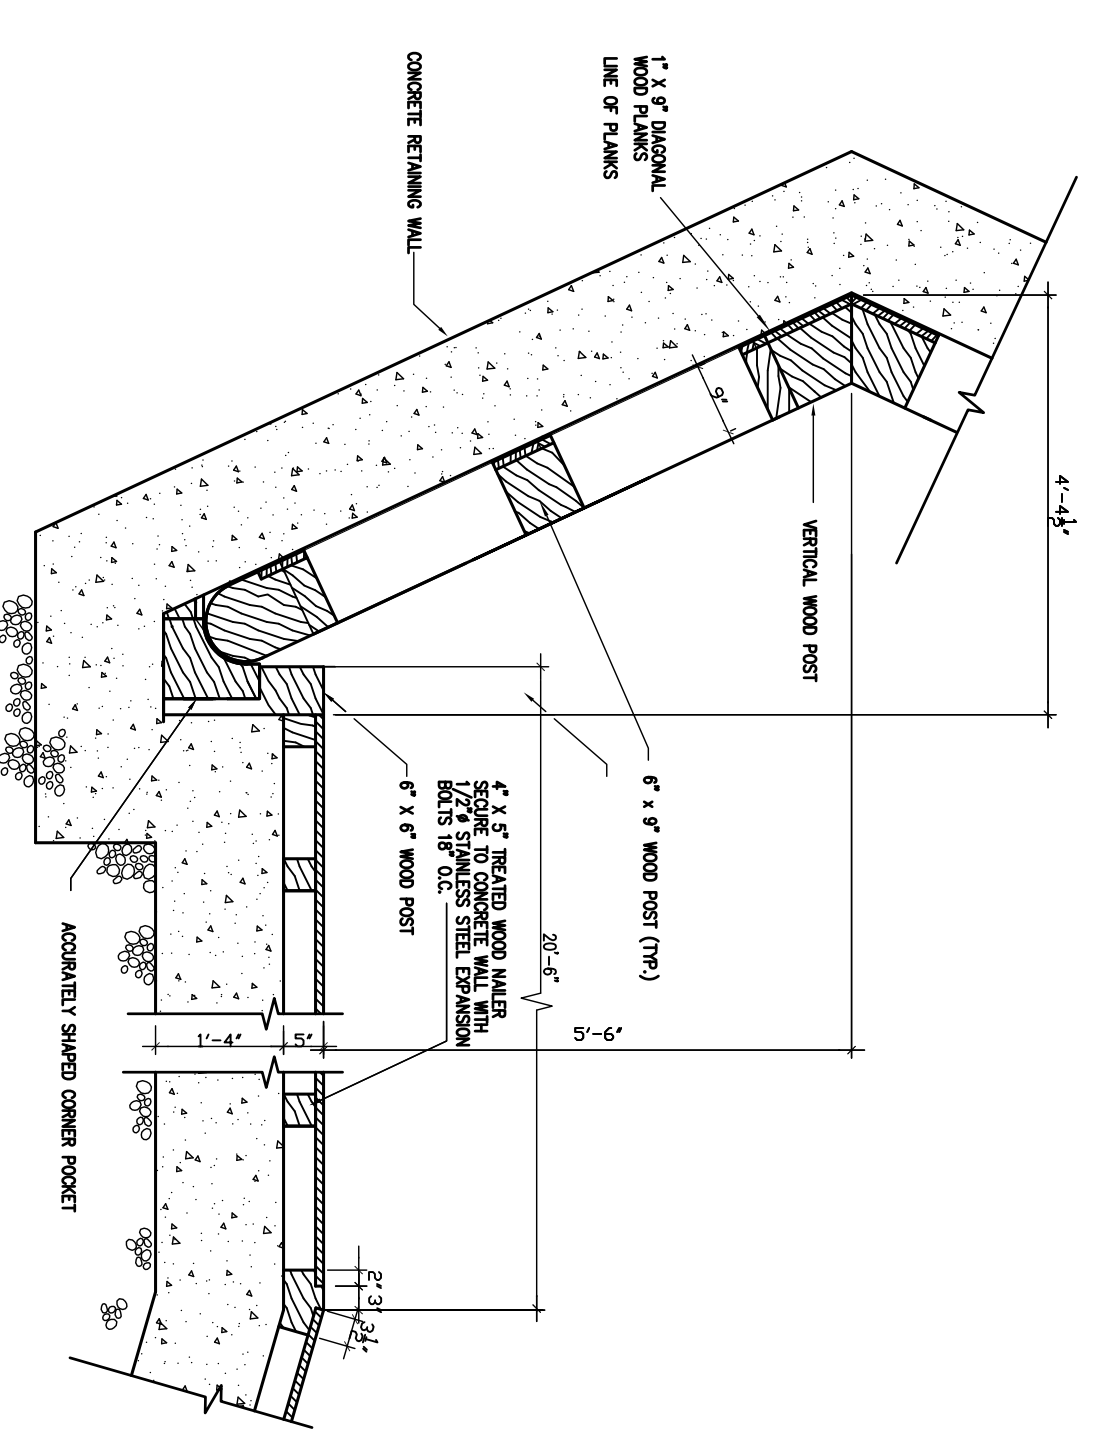 1" X 9" DIAGONAL
WOOD PLANKS
LINE OF PLANKS
CONCRETE RETAINING WALL
9"
4'-4½"
VERTICAL WOOD POST
6" x 9" WOOD POST (TYP.)
20'-6"
5'-6"
4" X 5" TREATED WOOD NAILER
SECURE TO CONCRETE WALL WITH
1/2"Ø STAINLESS STEEL EXPANSION
BOLTS 18" O.C.
6" X 6" WOOD POST
ACCURATELY SHAPED CORNER POCKET
1'-4"
5"
2"
3"
3½"